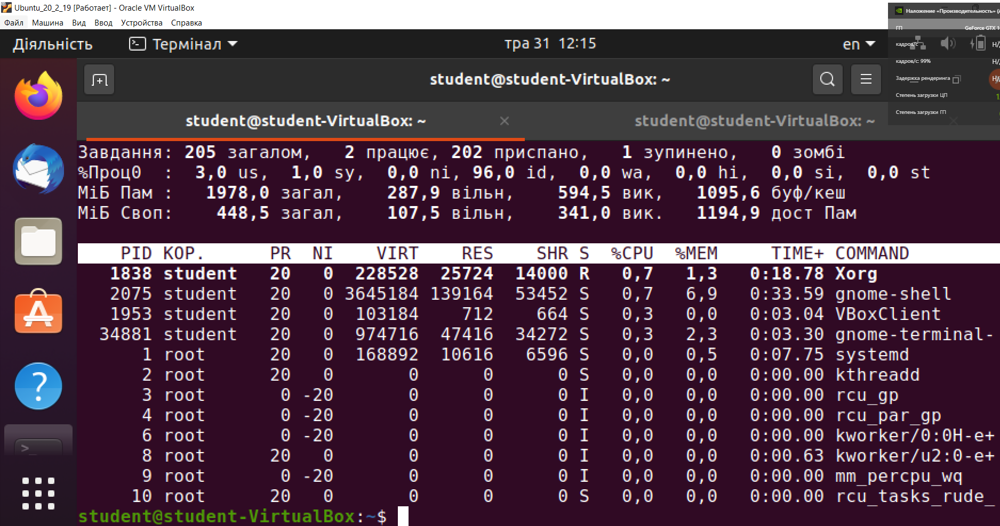 Ubuntu_20_2_19 [Работает] - Oracle VM VirtualBox
Файл Машина Вид Ввод Устройства Справка
Наложение «Производительность»
ГП GeForce GTX
кадров/с Н/
кадров/с: 99% Н/
Задержка рендеринга Н/
Степень загрузки ЦП 1
Степень загрузки ГП
Діяльність Термінал тра 31 12:15 en
student@student-VirtualBox: ~
student@student-VirtualBox: ~ × student@student-VirtualBox: ~ ×
Завдання: 205 загалом, 2 працює, 202 приспано, 1 зупинено, 0 зомбі
%Проц0 : 3,0 us, 1,0 sy, 0,0 ni, 96,0 id, 0,0 wa, 0,0 hi, 0,0 si, 0,0 st
МіБ Пам : 1978,0 загал, 287,9 вільн, 594,5 вик, 1095,6 буф/кеш
МіБ Своп: 448,5 загал, 107,5 вільн, 341,0 вик. 1194,9 дост Пам
PID КОР. PR NI VIRT RES SHR S %CPU %MEM TIME+ COMMAND
1838 student 20 0 228528 25724 14000 R 0,7 1,3 0:18.78 Xorg
2075 student 20 0 3645184 139164 53452 S 0,7 6,9 0:33.59 gnome-shell
1953 student 20 0 103184 712 664 S 0,3 0,0 0:03.04 VBoxClient
34881 student 20 0 974716 47416 34272 S 0,3 2,3 0:03.30 gnome-terminal-
1 root 20 0 168892 10616 6596 S 0,0 0,5 0:07.75 systemd
2 root 20 0 0 0 0 S 0,0 0,0 0:00.00 kthreadd
3 root 0 -20 0 0 0 I 0,0 0,0 0:00.00 rcu_gp
4 root 0 -20 0 0 0 I 0,0 0,0 0:00.00 rcu_par_gp
6 root 0 -20 0 0 0 I 0,0 0,0 0:00.00 kworker/0:0H-e+
8 root 20 0 0 0 0 I 0,0 0,0 0:00.63 kworker/u2:0-e+
9 root 0 -20 0 0 0 I 0,0 0,0 0:00.00 mm_percpu_wq
10 root 20 0 0 0 0 S 0,0 0,0 0:00.00 rcu_tasks_rude_
student@student-VirtualBox:~$